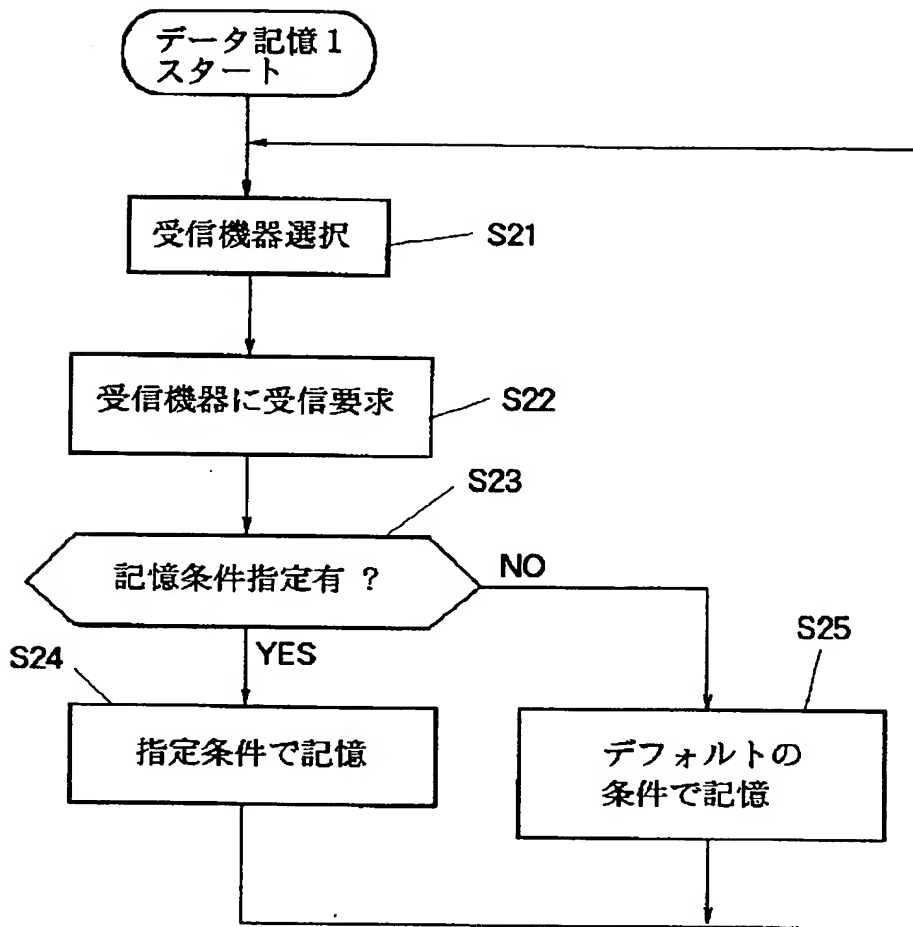 データ記憶1
スタート
受信機器選択
S21
受信機器に受信要求
S22
S23
記憶条件指定有 ?
NO
YES
S24
指定条件で記憶
S25
デフォルトの
条件で記憶